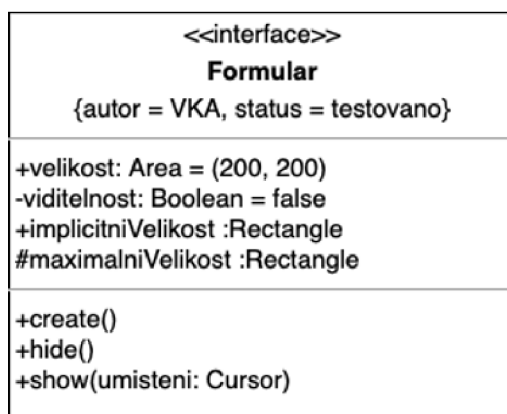 <<interface>>
Formular
{autor = VKA, status = testovano}
+velikost: Area = (200, 200)
-viditelnost: Boolean = false
+implicitniVelikost :Rectangle
#maximalniVelikost :Rectangle
+create()
+hide()
+show(umisteni: Cursor)